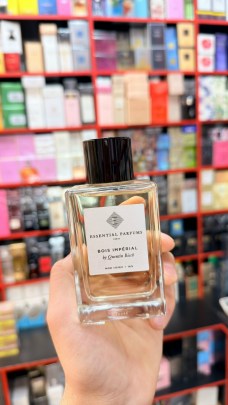 ESSENTIAL PARFUMS
PARIS
BOIS IMPÉRIAL
by Quentin Bisch